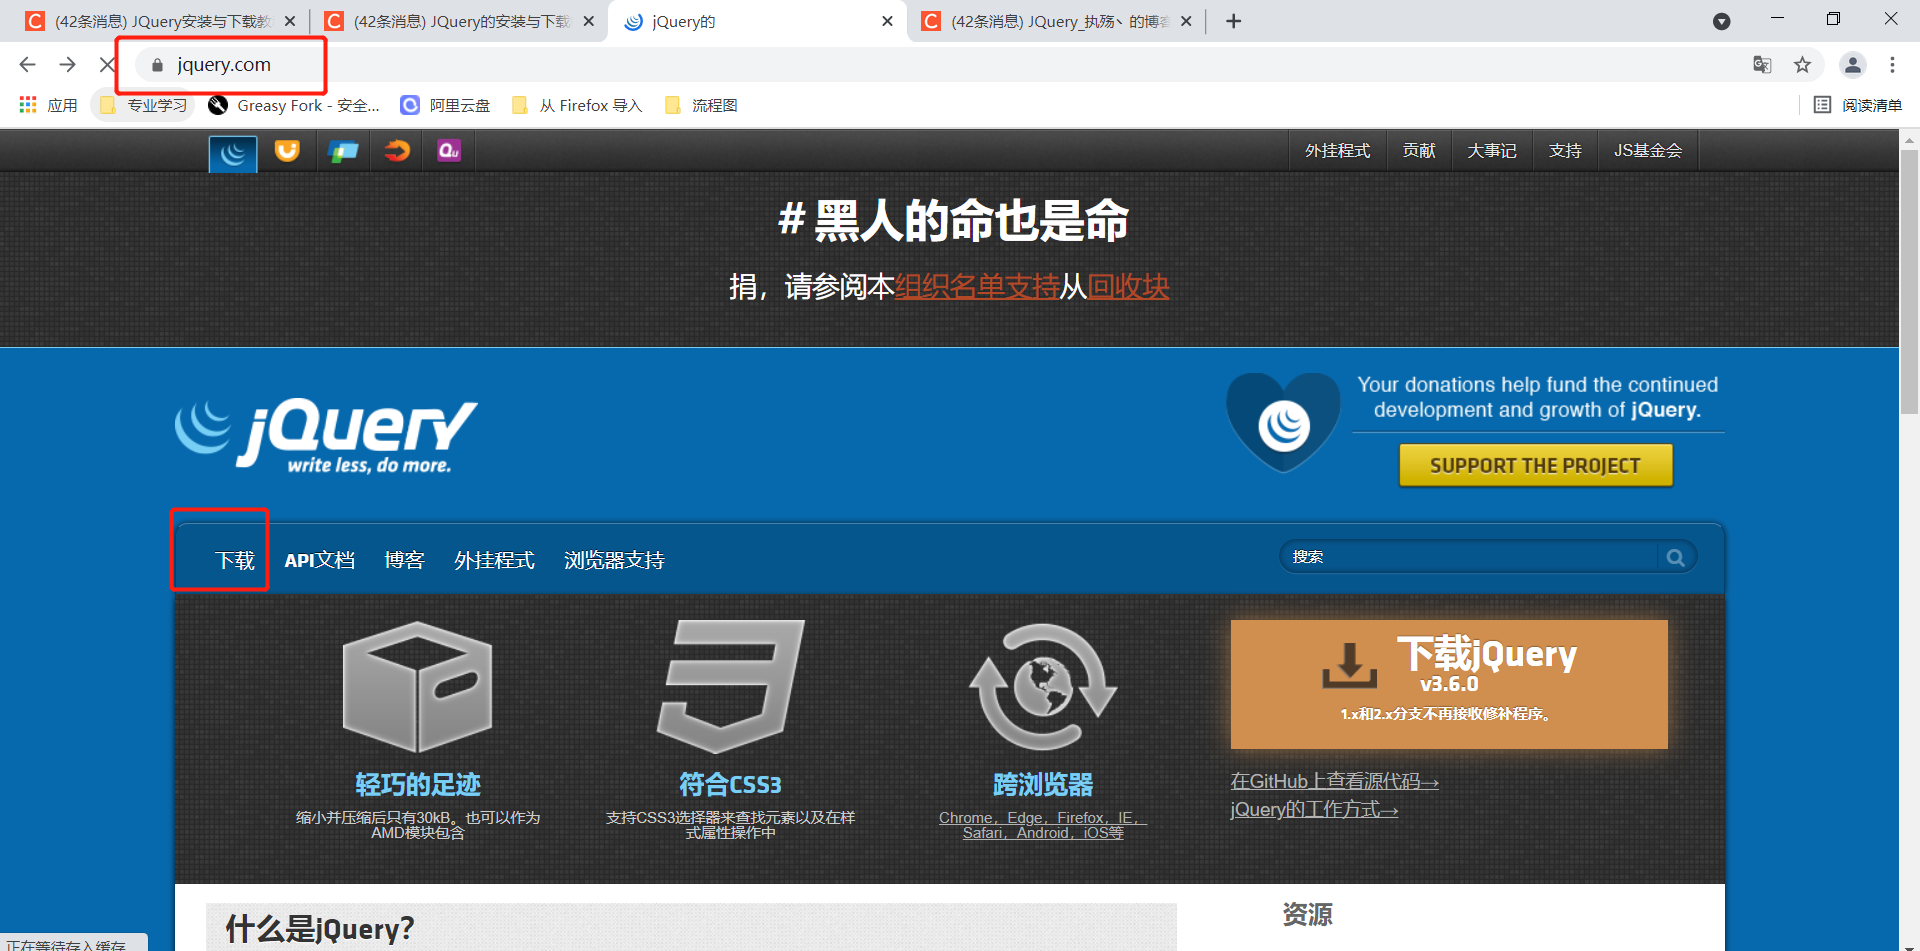 (42条消息) JQuery安装与下载教
(42条消息) JQuery的安装与下载
jQuery的
(42条消息) JQuery_执殇丶的博客
jquery.com
应用
专业学习
Greasy Fork - 安全...
阿里云盘
从 Firefox 导入
流程图
阅读清单
Qu
外挂程式
贡献
大事记
支持
JS基金会
#黑人的命也是命
捐，请参阅本组织名单支持从回收块
jQuery
write less, do more.
Your donations help fund the continued
development and growth of jQuery.
SUPPORT THE PROJECT
下载
API文档
博客
外挂程式
浏览器支持
搜索
轻巧的足迹
缩小并压缩后只有30kB。也可以作为
AMD模块包含
符合CSS3
支持CSS3选择器来查找元素以及在样
式属性操作中
跨浏览器
Chrome，Edge，Firefox，IE，
Safari，Android，iOS等
下载jQuery
v3.6.0
1.x和2.x分支不再接收修补程序。
在GitHub上查看源代码→
jQuery的工作方式→
什么是jQuery？
资源
正在等待存入缓存